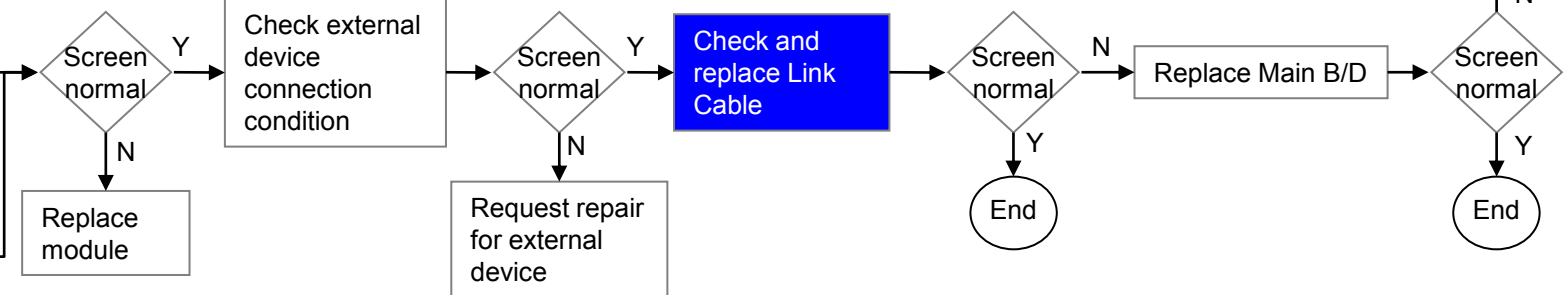 Screen
normal
Y
N
Replace
module
Check external
device
connection
condition
Screen
normal
Y
N
Request repair
for external
device
Check and
replace Link
Cable
Screen
normal
N
Y
End
Replace Main B/D
N
Screen
normal
Y
End